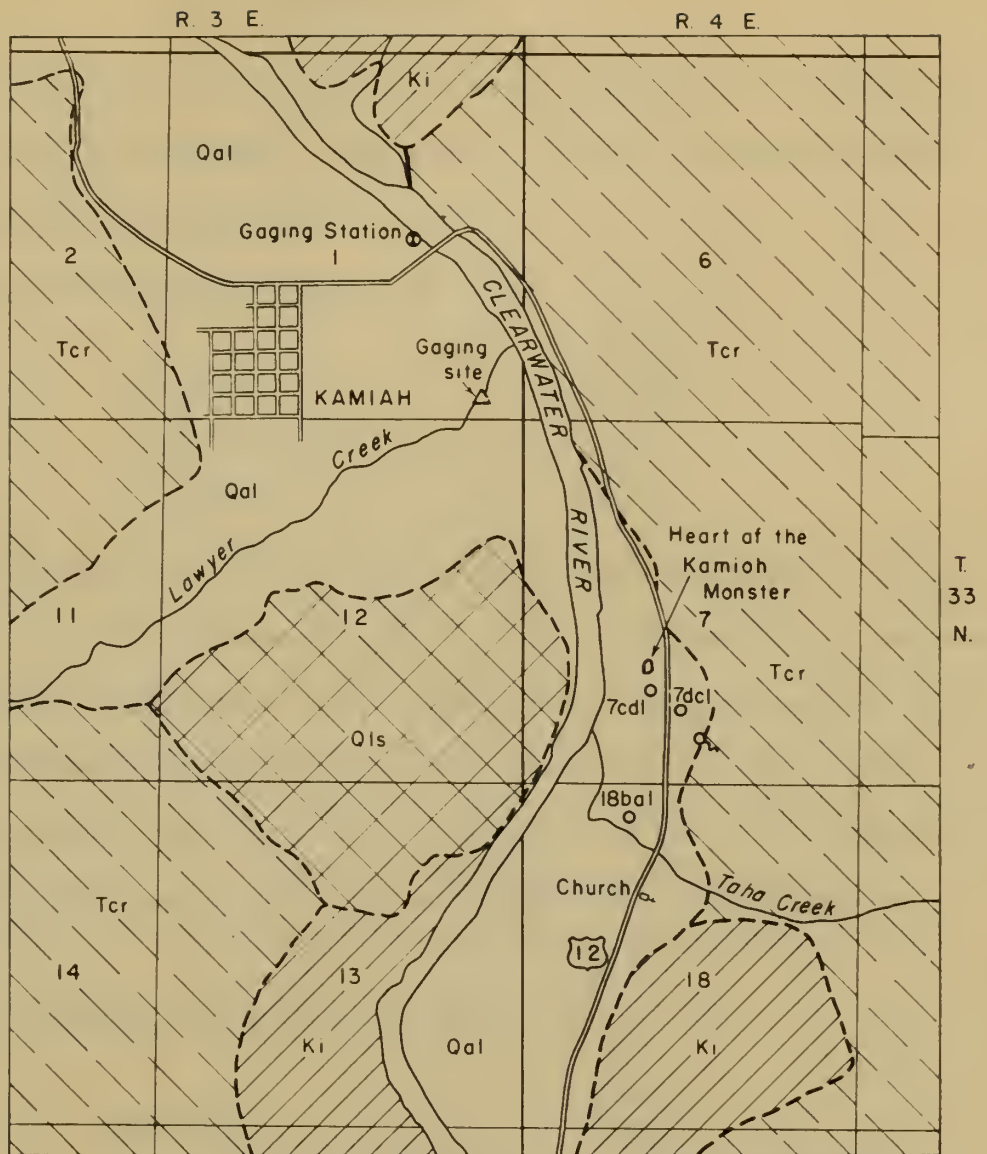 R. 3 E.
R. 4 E.
Ki
Qal
Gaging Station
2
1
6
CLEARWATER
RIVER
Tcr
Tcr
Gaging
site
KAMIAH
Qal
Lawyer
Creek
Heart of the
Kamiah
Monster
T.
33
N.
11
12
7
Tcr
7cd1
7dc1
Qls
18ba1
Church
Taha Creek
Tcr
14
13
12
18
Ki
Qal
Ki